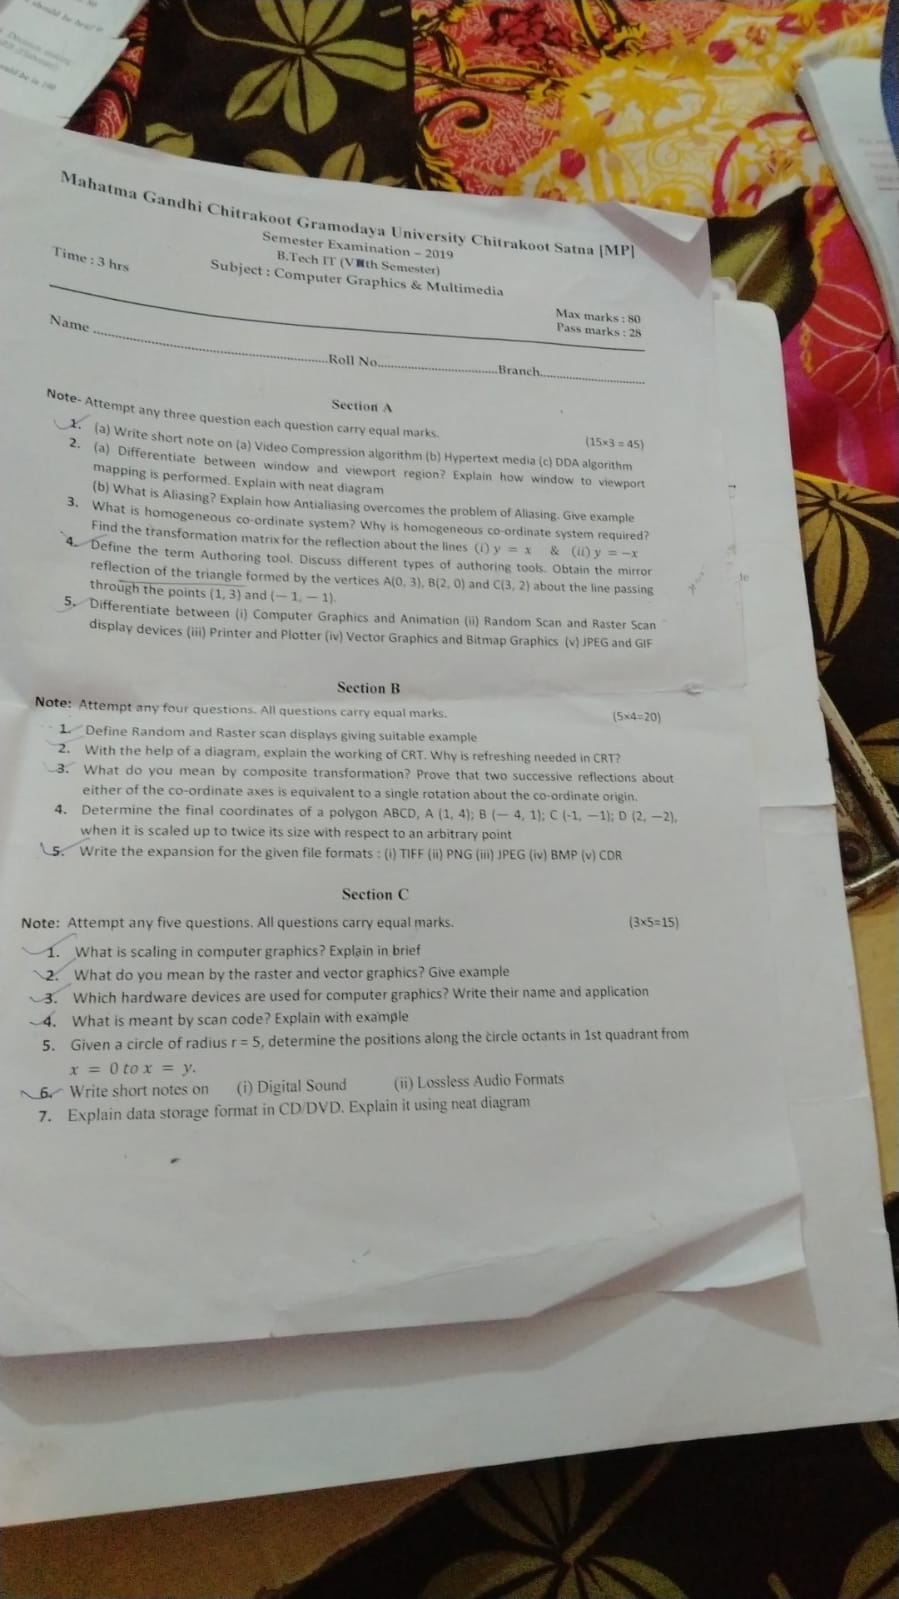 should be brief
Mahatma Gandhi Chitrakoot Gramodaya University Chitrakoot Satna [MP]
Semester Examination – 2019
B.Tech IT (V th Semester)
Time : 3 hrs
Subject : Computer Graphics & Multimedia
Max marks : 80
Pass marks : 28
Name ..............................Roll No..............................Branch..............................
Section A
Note- Attempt any three question each question carry equal marks.
(15×3 = 45)
1. (a) Write short note on (a) Video Compression algorithm (b) Hypertext media (c) DDA algorithm
2. (a) Differentiate between window and viewport region? Explain how window to viewport
mapping is performed. Explain with neat diagram
(b) What is Aliasing? Explain how Antialiasing overcomes the problem of Aliasing. Give example
3. What is homogeneous co-ordinate system? Why is homogeneous co-ordinate system required?
Find the transformation matrix for the reflection about the lines (i) y = x & (ii) y = −x
4. Define the term Authoring tool. Discuss different types of authoring tools. Obtain the mirror
reflection of the triangle formed by the vertices A(0, 3), B(2, 0) and C(3, 2) about the line passing
through the points (1, 3) and (− 1, − 1).
5. Differentiate between (i) Computer Graphics and Animation (ii) Random Scan and Raster Scan
display devices (iii) Printer and Plotter (iv) Vector Graphics and Bitmap Graphics (v) JPEG and GIF
Section B
Note: Attempt any four questions. All questions carry equal marks.
(5×4=20)
1. Define Random and Raster scan displays giving suitable example
2. With the help of a diagram, explain the working of CRT. Why is refreshing needed in CRT?
3. What do you mean by composite transformation? Prove that two successive reflections about
either of the co-ordinate axes is equivalent to a single rotation about the co-ordinate origin.
4. Determine the final coordinates of a polygon ABCD, A (1, 4); B (− 4, 1); C (-1, −1); D (2, −2),
when it is scaled up to twice its size with respect to an arbitrary point
5. Write the expansion for the given file formats : (i) TIFF (ii) PNG (iii) JPEG (iv) BMP (v) CDR
Section C
Note: Attempt any five questions. All questions carry equal marks.
(3×5=15)
1. What is scaling in computer graphics? Explain in brief
2. What do you mean by the raster and vector graphics? Give example
3. Which hardware devices are used for computer graphics? Write their name and application
4. What is meant by scan code? Explain with example
5. Given a circle of radius r = 5, determine the positions along the circle octants in 1st quadrant from
x = 0 to x = y.
6. Write short notes on (i) Digital Sound (ii) Lossless Audio Formats
7. Explain data storage format in CD/DVD. Explain it using neat diagram